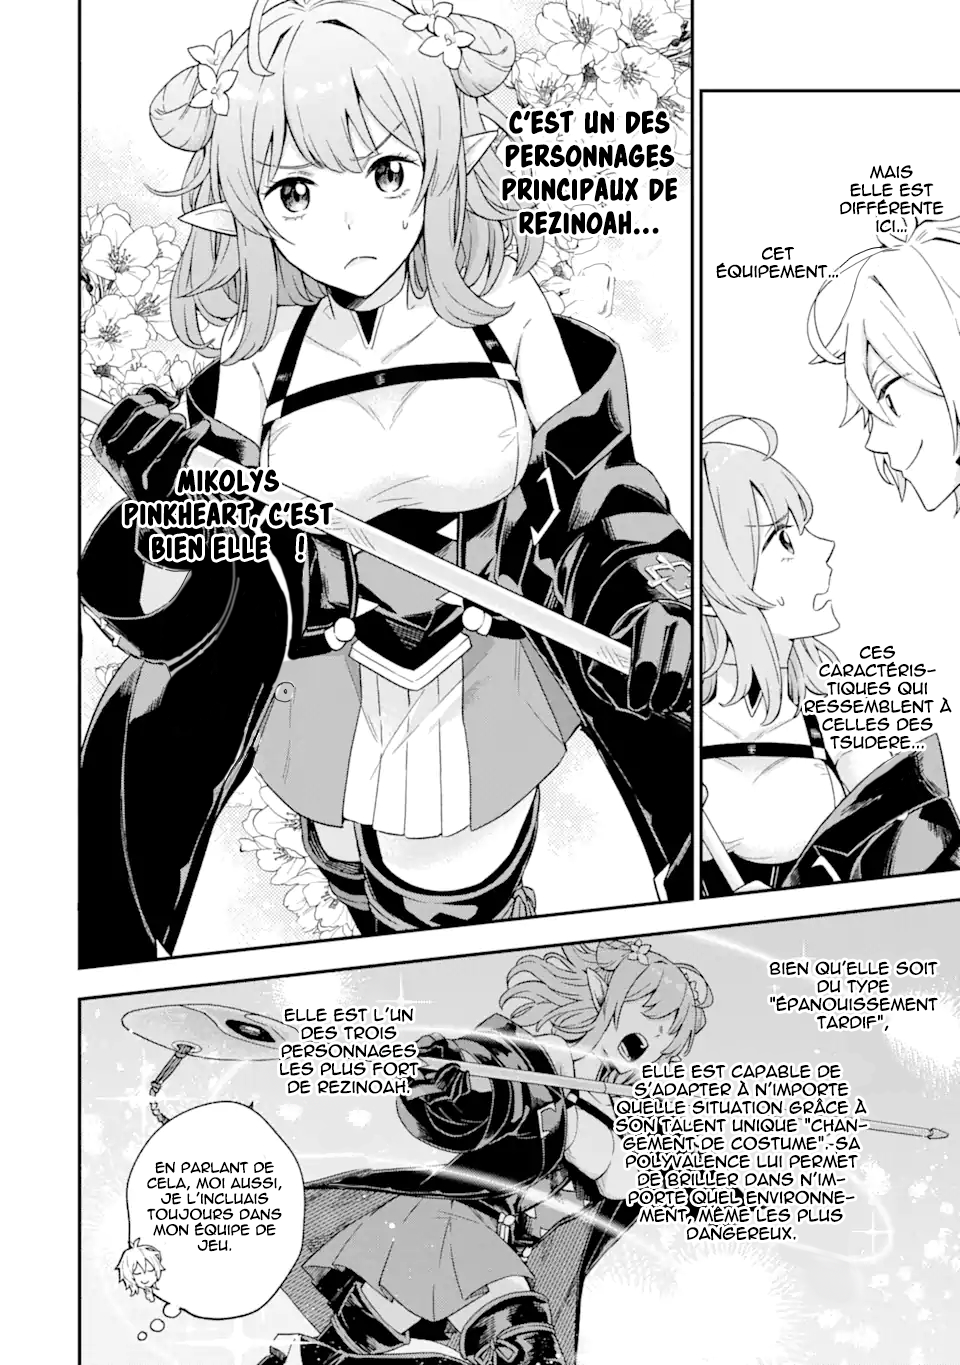 MAIS
ELLE EST
DIFFÉRENTE
ICI...
CET
ÉQUIPEMENT...
CES
CARACTÉRIS-
TIQUES QUI
RESSEMBLENT À
CELLES DES
TSUDERE...
C'EST UN DES
PERSONNAGES
PRINCIPAUX DE
REZINOAH...
MIKOLYS
PINKHEART, C'EST
BIEN ELLE !
BIEN QU'ELLE SOIT
DU TYPE
"ÉPANOUISSEMENT
TARDIF",
ELLE EST CAPABLE DE
S'ADAPTER À N'IMPORTE
QUELLE SITUATION GRÂCE À
SON TALENT UNIQUE "CHAN-
GEMENT DE COSTUME". SA
POLYVALENCE LUI PERMET
DE BRILLER DANS N'IM-
PORTE QUEL ENVIRONNE-
MENT, MÊME LES PLUS
DANGEREUX.
ELLE EST L'UN
DES TROIS
PERSONNAGES
LES PLUS FORT
DE REZINOAH.
EN PARLANT DE
CELA, MOI AUSSI,
JE L'INCLUAIS
TOUJOURS DANS
MON ÉQUIPE DE
JEU.